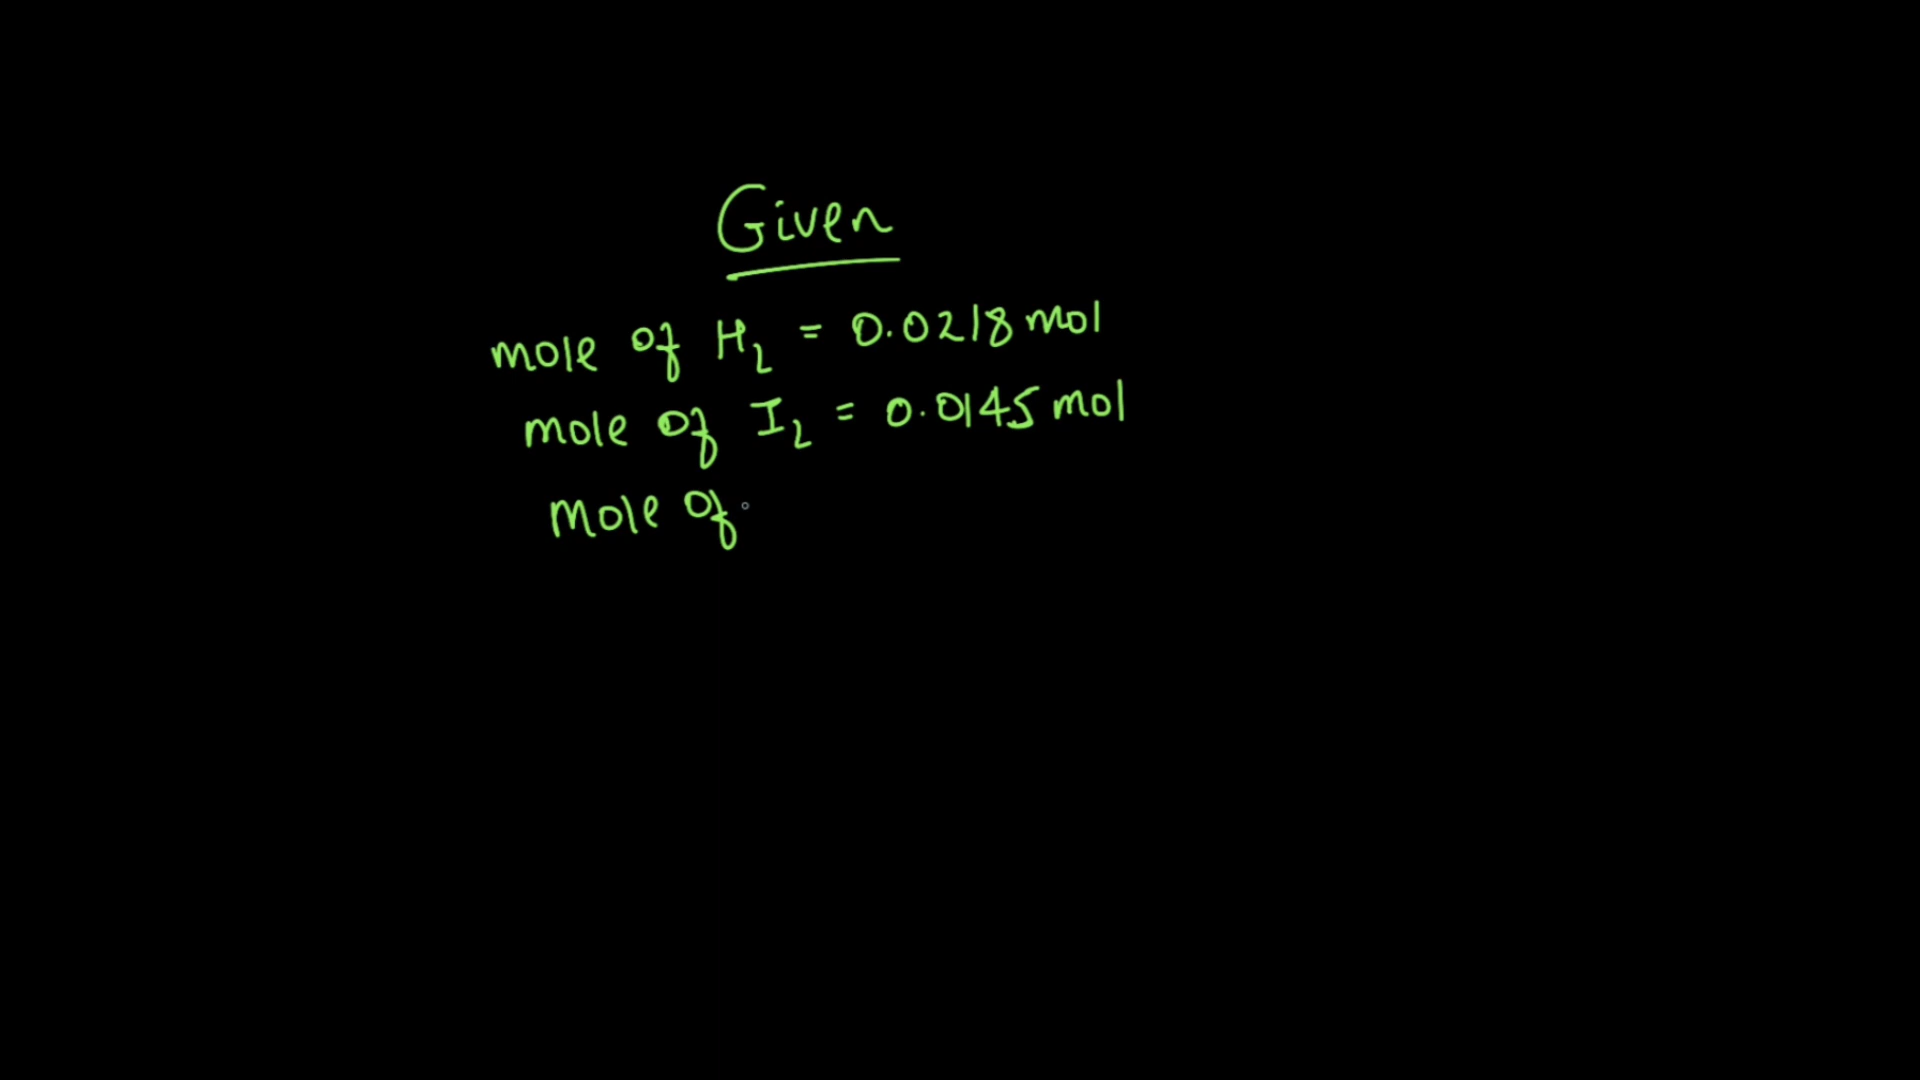 Given
mole of H₂ = 0.0218 mol
mole of I₂ = 0.0145 mol
Mole of